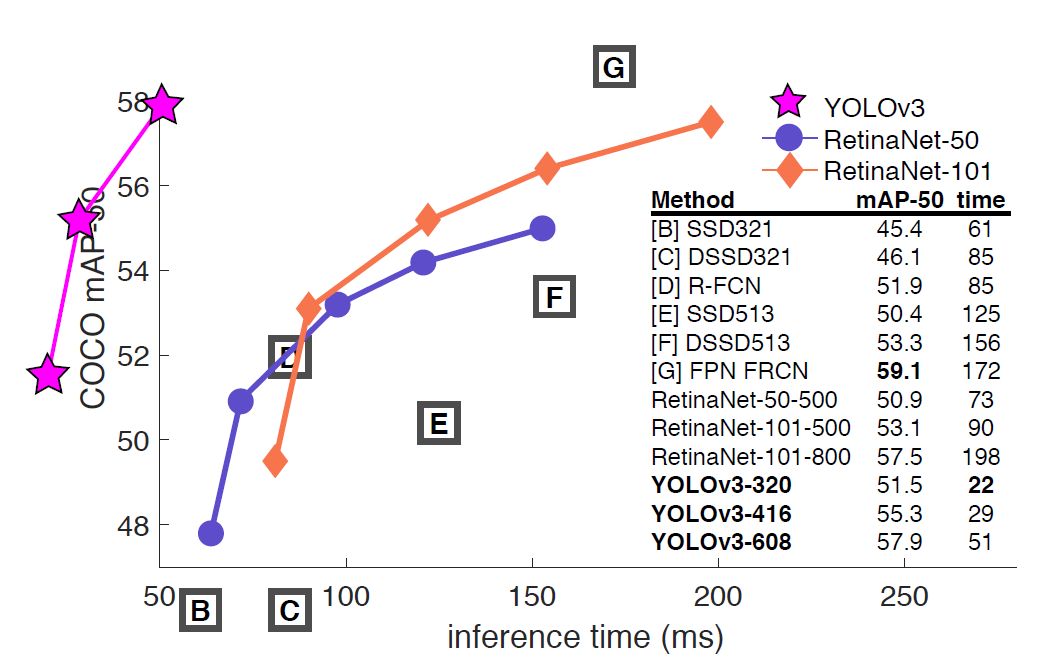 G
58
56
54
52
50
48
COCO mAP-50
D
F
E
B
C
50
100
150
200
250
inference time (ms)
YOLOv3
RetinaNet-50
RetinaNet-101
Method mAP-50 time
[B] SSD321 45.4 61
[C] DSSD321 46.1 85
[D] R-FCN 51.9 85
[E] SSD513 50.4 125
[F] DSSD513 53.3 156
[G] FPN FRCN 59.1 172
RetinaNet-50-500 50.9 73
RetinaNet-101-500 53.1 90
RetinaNet-101-800 57.5 198
YOLOv3-320 51.5 22
YOLOv3-416 55.3 29
YOLOv3-608 57.9 51